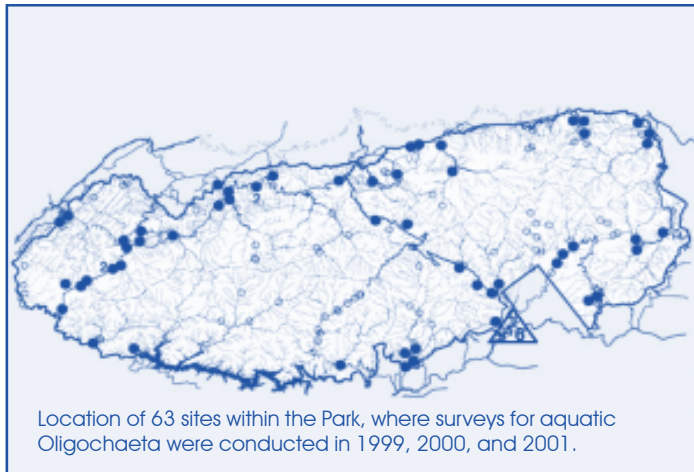 Location of 63 sites within the Park, where surveys for aquatic
Oligochaeta were conducted in 1999, 2000, and 2001.